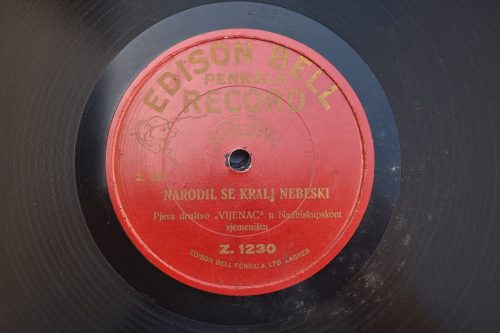 EDISON BELL
PENKALA
RECORD
NARODIL SE KRALJ NEBESKI
Pjeva društvo „VIJENAC“ u Nadbiskupskom
sjemeništu
Z. 1230
EDISON BELL PENKALA, LTD. ZAGREB